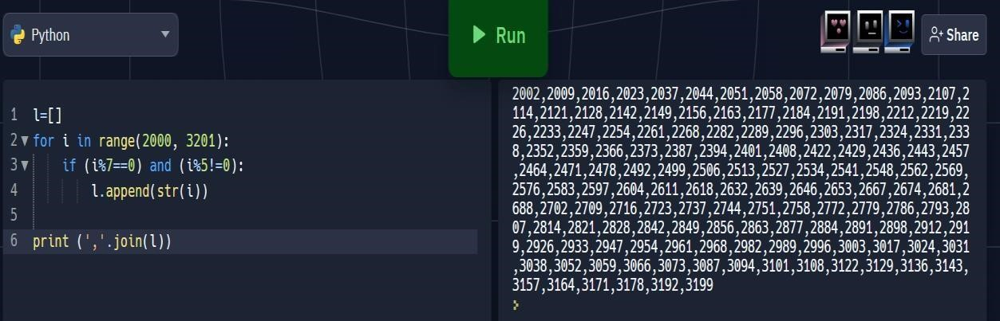 Python
Run
Share
1 l=[]
2 for i in range(2000, 3201):
3 if (i%7==0) and (i%5!=0):
4 l.append(str(i))
5
6 print (','.join(l))
2002,2009,2016,2023,2037,2044,2051,2058,2072,2079,2086,2093,2107,2
114,2121,2128,2142,2149,2156,2163,2177,2184,2191,2198,2212,2219,22
26,2233,2247,2254,2261,2268,2282,2289,2296,2303,2317,2324,2331,233
8,2352,2359,2366,2373,2387,2394,2401,2408,2422,2429,2436,2443,2457
,2464,2471,2478,2492,2499,2506,2513,2527,2534,2541,2548,2562,2569,
2576,2583,2597,2604,2611,2618,2632,2639,2646,2653,2667,2674,2681,2
688,2702,2709,2716,2723,2737,2744,2751,2758,2772,2779,2786,2793,28
07,2814,2821,2828,2842,2849,2856,2863,2877,2884,2891,2898,2912,291
9,2926,2933,2947,2954,2961,2968,2982,2989,2996,3003,3017,3024,3031
,3038,3052,3059,3066,3073,3087,3094,3101,3108,3122,3129,3136,3143,
3157,3164,3171,3178,3192,3199